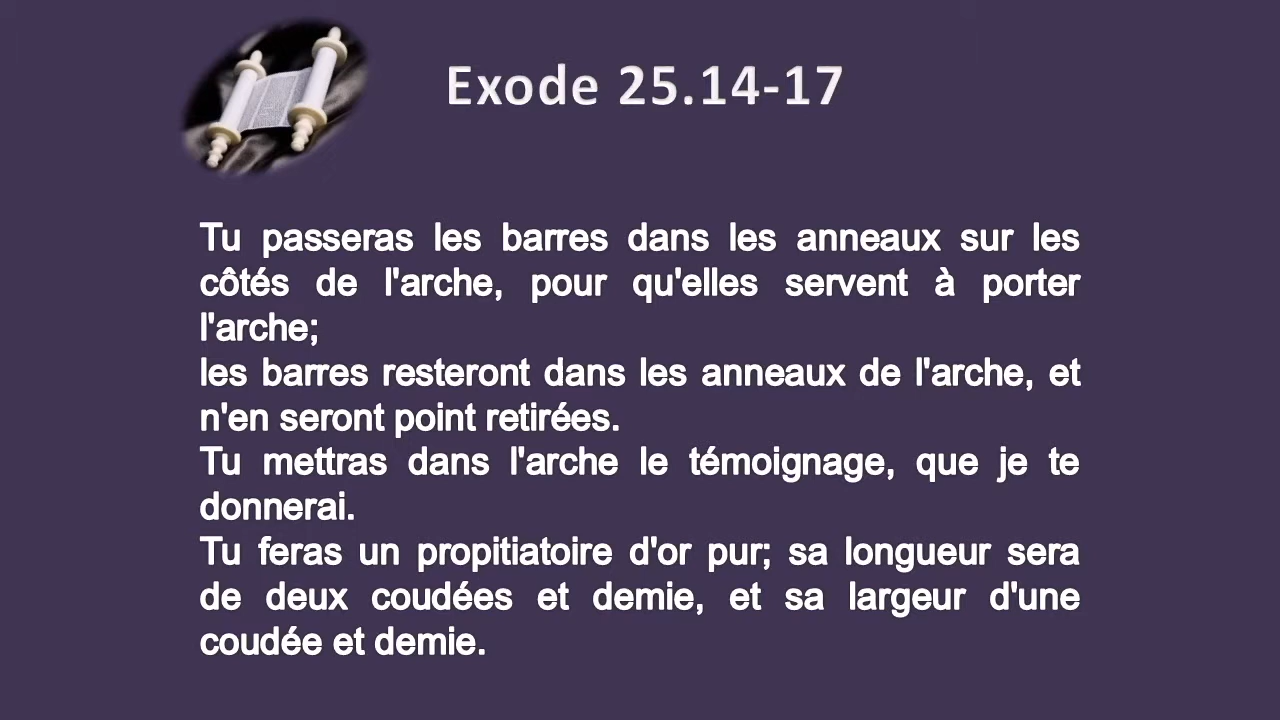 Exode 25.14-17
Tu passeras les barres dans les anneaux sur les
côtés de l'arche, pour qu'elles servent à porter
l'arche;
les barres resteront dans les anneaux de l'arche, et
n'en seront point retirées.
Tu mettras dans l'arche le témoignage, que je te
donnerai.
Tu feras un propitiatoire d'or pur; sa longueur sera
de deux coudées et demie, et sa largeur d'une
coudée et demie.